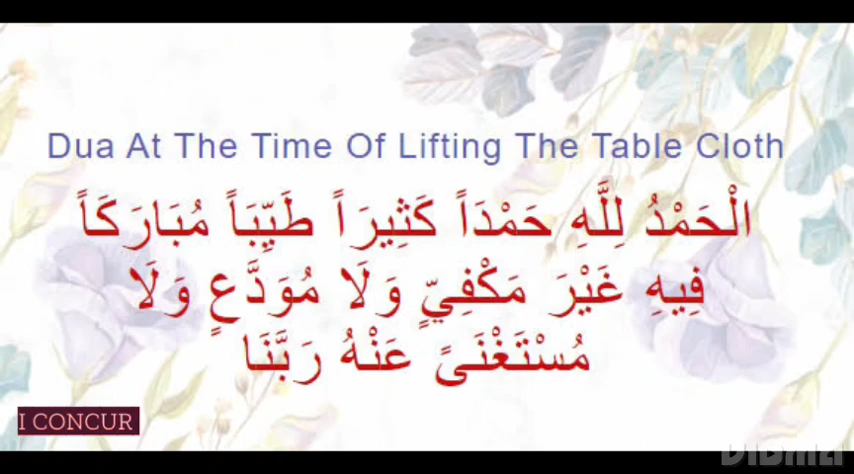 Dua At The Time Of Lifting The Table Cloth
الْحَمْدُ لِلَّهِ حَمْدَاً كَثِيرَاً طَيِّبَاً مُبَارَكَاً
فِيهِ غَيْرَ مَكْفِيٍّ وَلَا مُوَدَّعٍ وَلَا
مُسْتَغْنَىً عَنْهُ رَبَّنَا
I CONCUR